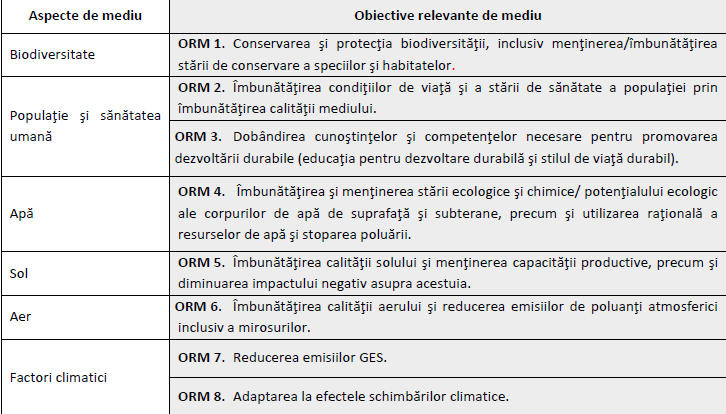 Aspecte de mediu
Obiective relevante de mediu
Biodiversitate
ORM 1. Conservarea şi protecţia biodiversităţii, inclusiv menţinerea/îmbunătăţirea
stării de conservare a speciilor şi habitatelor.
Populaţie şi sănătatea
umană
ORM 2. Îmbunătăţirea condiţiilor de viaţă şi a stării de sănătate a populaţiei prin
îmbunătăţirea calităţii mediului.
ORM 3. Dobândirea cunoştinţelor şi competenţelor necesare pentru promovarea
dezvoltării durabile (educaţia pentru dezvoltare durabilă şi stilul de viaţă durabil).
Apă
ORM 4. Îmbunătăţirea şi menţinerea stării ecologice şi chimice/ potenţialului ecologic
ale corpurilor de apă de suprafaţă şi subterane, precum şi utilizarea raţională a
resurselor de apă şi stoparea poluării.
Sol
ORM 5. Îmbunătăţirea calităţii solului şi menţinerea capacităţii productive, precum şi
diminuarea impactului negativ asupra acestuia.
Aer
ORM 6. Îmbunătăţirea calităţii aerului şi reducerea emisiilor de poluanţi atmosferici
inclusiv a mirosurilor.
Factori climatici
ORM 7. Reducerea emisiilor GES.
ORM 8. Adaptarea la efectele schimbărilor climatice.